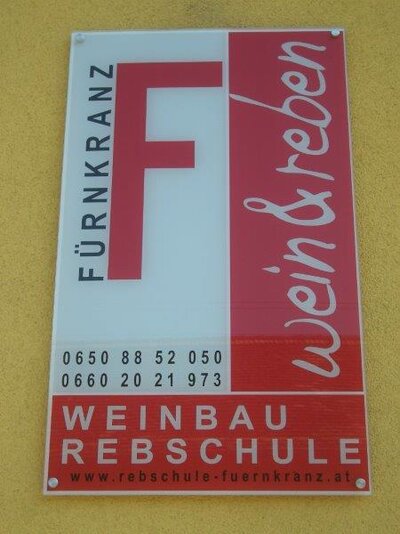 FÜRNKRANZ
F
wein&reben
0650 88 52 050
0660 20 21 973
WEINBAU
REBSCHULE
www.rebschule-fuernkranz.at